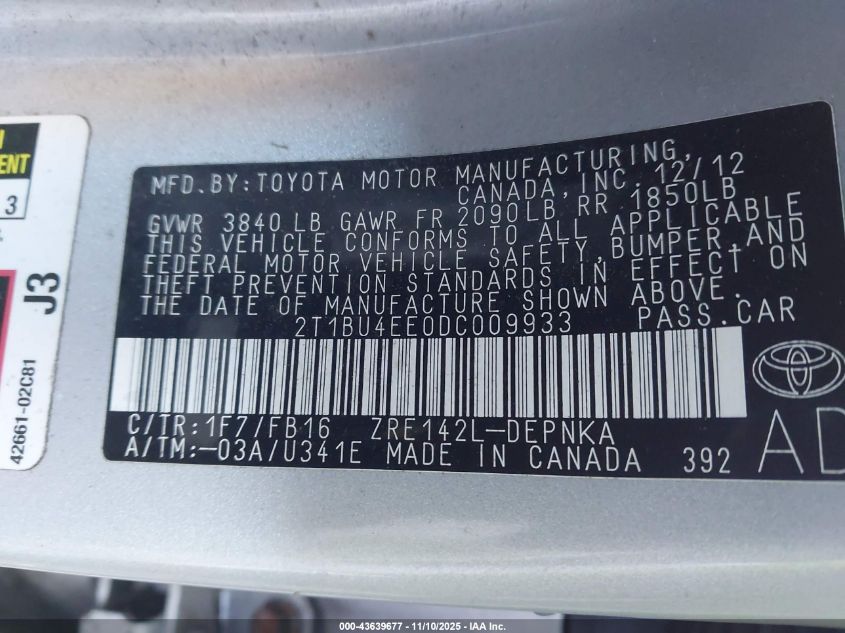 MENT
3
J3
42661-02C81
MFD.BY:TOYOTA MOTOR MANUFACTURING,
CANADA,INC. 12/12
GVWR 3840 LB GAWR FR 2090LB RR 1850LB
THIS VEHICLE CONFORMS TO ALL APPLICABLE
FEDERAL MOTOR VEHICLE SAFETY,BUMPER,AND
THEFT PREVENTION STANDARDS IN EFFECT ON
THE DATE OF MANUFACTURE SHOWN ABOVE.
2T1BU4EE0DC009933 PASS.CAR
C/TR:1F7/FB16 ZRE142L-DEPNKA
A/TM:-03A/U341E MADE IN CANADA 392
AD
000-43639677 - 11/10/2025 - IAA Inc.